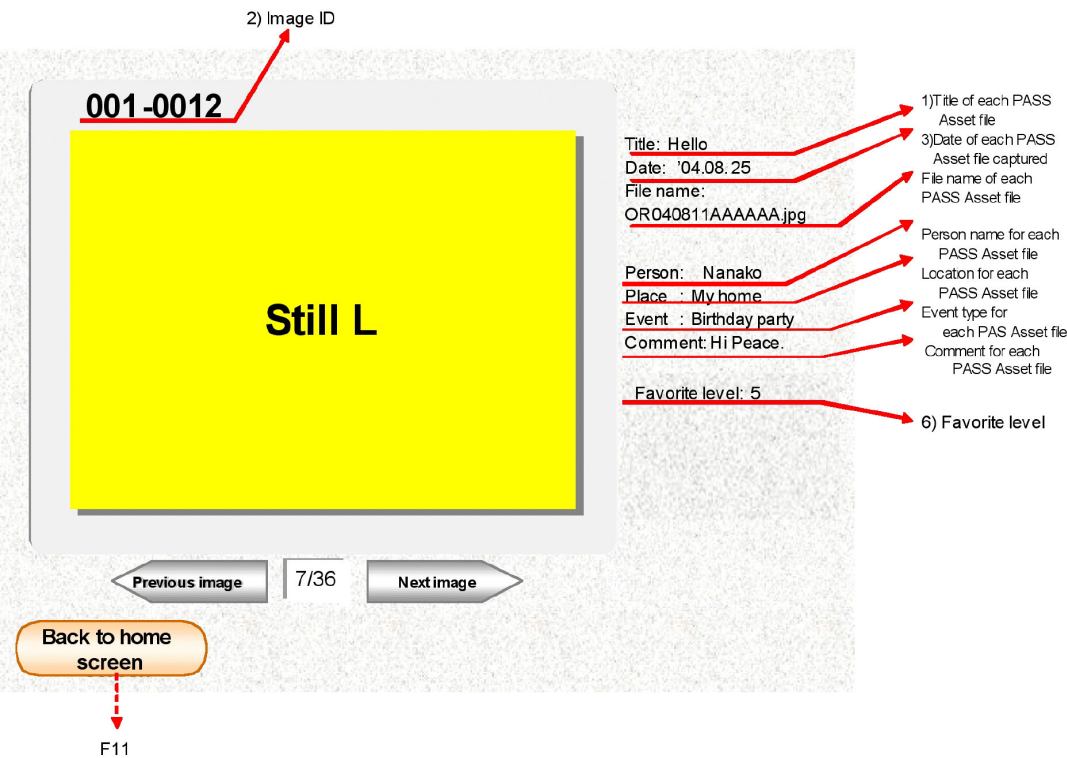 2) Image ID
001-0012
Still L
Title: Hello
Date: '04.08.25
File name:
OR040811AAAAAA.jpg
Person: Nanako
Place : My home
Event : Birthday party
Comment: Hi Peace.
Favorite level: 5
1)Title of each PASS
Asset file
3)Date of each PASS
Asset file captured
File name of each
PASS Asset file
Person name for each
PASS Asset file
Location for each
PASS Asset file
Event type for
each PAS Asset file
Comment for each
PASS Asset file
6) Favorite level
Previous image
7/36
Next image
Back to home
screen
F11